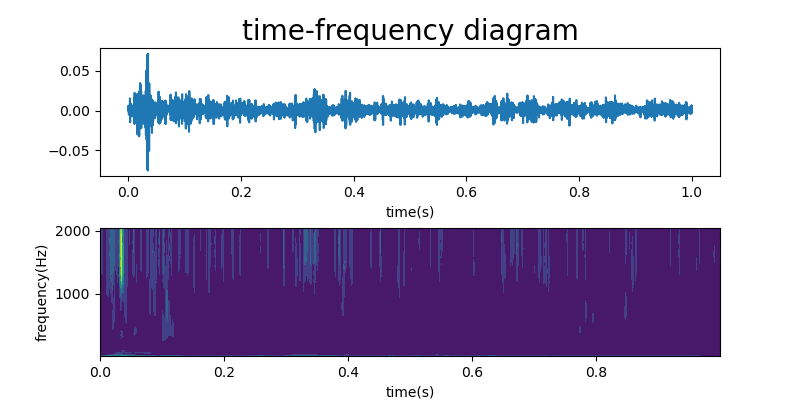 time-frequency diagram
0.05
0.00
−0.05
0.0 0.2 0.4 0.6 0.8 1.0
time(s)
2000
1000
frequency(Hz)
0.0 0.2 0.4 0.6 0.8
time(s)